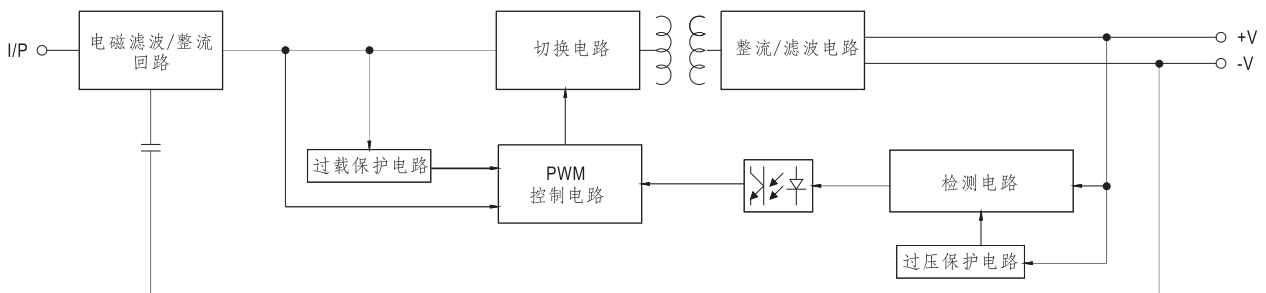 I/P
电磁滤波/整流
回路
切换电路
整流/滤波电路
+V
-V
过载保护电路
PWM
控制电路
检测电路
过压保护电路